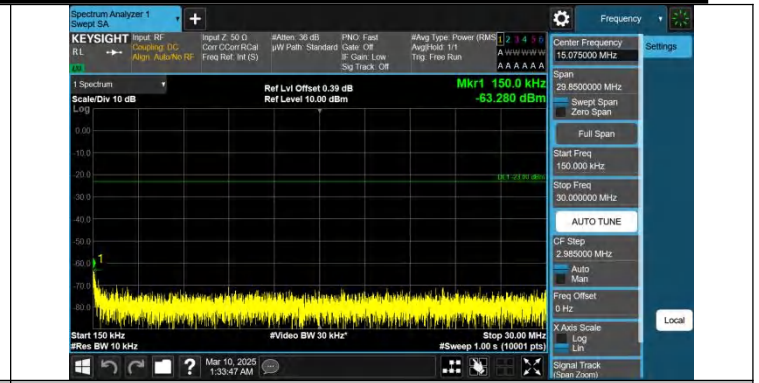 Spectrum Analyzer 1
Swept SA
+
Frequency
KEYSIGHT
RL
Input: RF
Coupling: DC
Align: Auto/No RF
Input Z: 50 Ω
Corr CCorr RCal
Freq Ref: Int (S)
#Atten: 36 dB
µW Path: Standard
PNO: Fast
Gate: Off
IF Gain: Low
Sig Track: Off
#Avg Type: Power (RMS
Avg|Hold: 1/1
Trig: Free Run
1 2 3 4 5 6
A W W W W W
A A A A A A
1 Spectrum
Scale/Div 10 dB
Log
Ref Lvl Offset 0.39 dB
Ref Level 10.00 dBm
Mkr1 150.0 kHz
-63.280 dBm
0.00
-10.0
-20.0
-30.0
-40.0
-50.0
-60.0
-70.0
-80.0
1
Start 150 kHz
#Res BW 10 kHz
#Video BW 30 kHz*
Stop 30.00 MHz
#Sweep 1.00 s (10001 pts)
Center Frequency
15.075000 MHz
Settings
Span
29.8500000 MHz
Swept Span
Zero Span
Full Span
Start Freq
150.000 kHz
Stop Freq
30.000000 MHz
AUTO TUNE
CF Step
2.985000 MHz
Auto
Man
Freq Offset
0 Hz
X Axis Scale
Log
Lin
Local
Signal Track
(Span Zoom)
?
Mar 10, 2025
1:33:47 AM